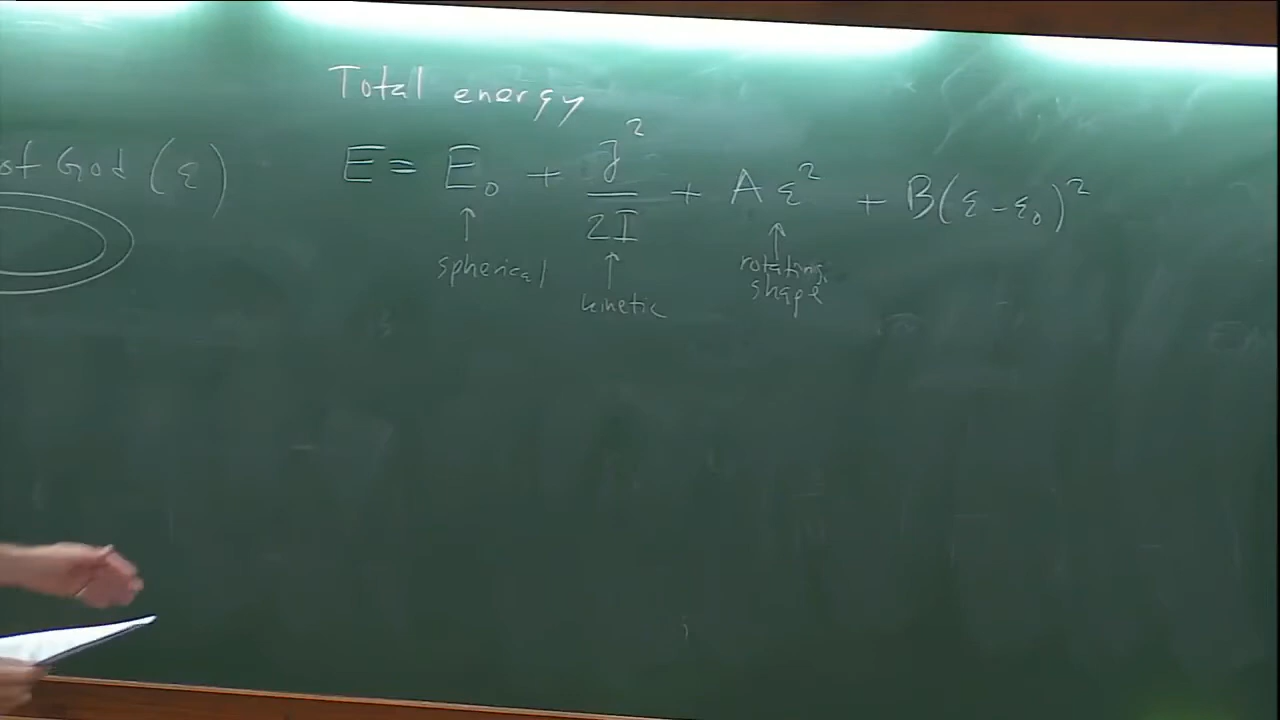 Total energy
of God (ε)
E = E₀ + J²/2I + Aε² + B(ε-ε₀)²
spherical
kinetic
rotating shape